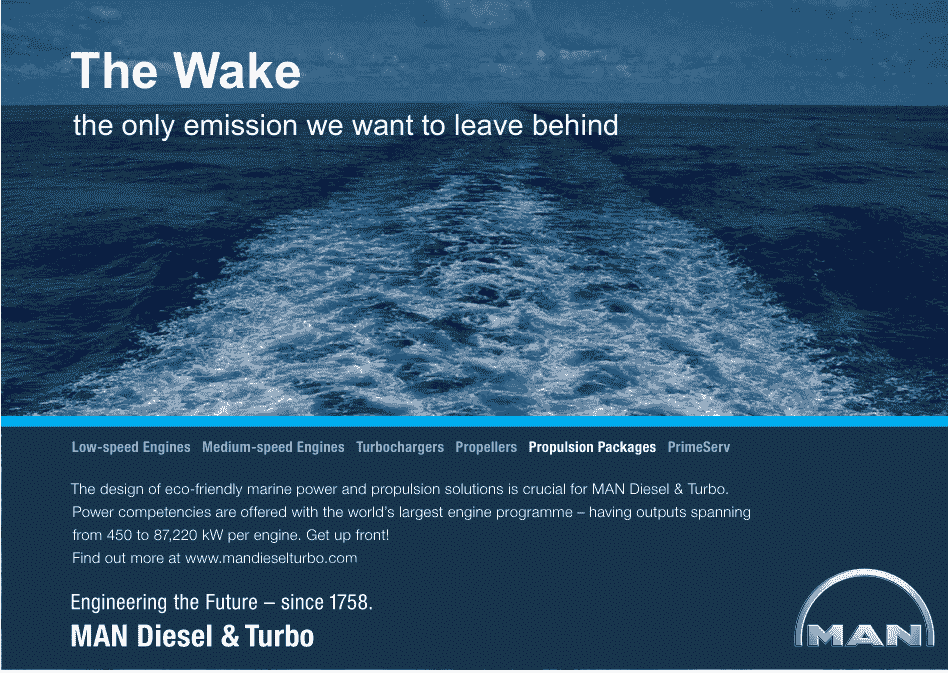 The Wake
the only emission we want to leave behind
Low-speed Engines Medium-speed Engines Turbochargers Propellers Propulsion Packages PrimeServ
The design of eco-friendly marine power and propulsion solutions is crucial for MAN Diesel & Turbo.
Power competencies are offered with the world's largest engine programme – having outputs spanning
from 450 to 87,220 kW per engine. Get up front!
Find out more at www.mandieselturbo.com
Engineering the Future – since 1758.
MAN Diesel & Turbo
MAN